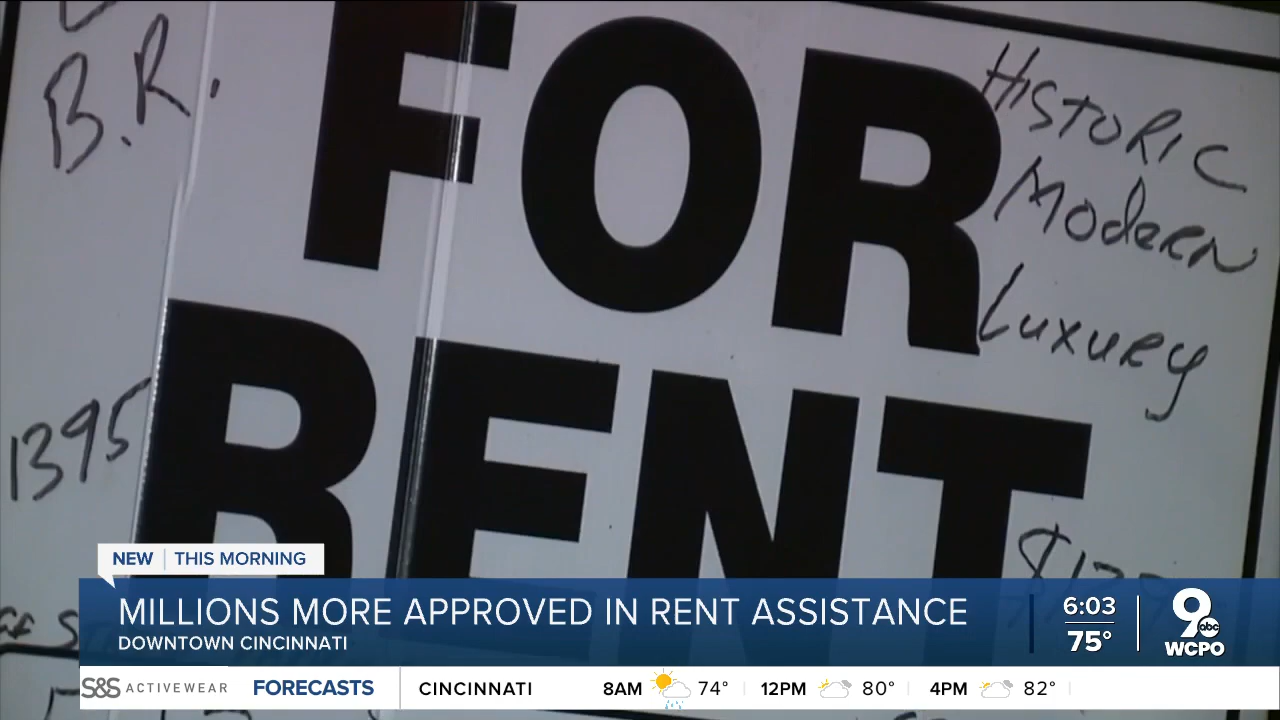 B.R.
FOR
HISTORIC
Modern
Luxury
RENT
1395
NEW THIS MORNING
MILLIONS MORE APPROVED IN RENT ASSISTANCE
DOWNTOWN CINCINNATI
6:03
75°
9 abc
WCPO
S&S ACTIVEWEAR FORECASTS CINCINNATI 8AM 74° 12PM 80° 4PM 82°